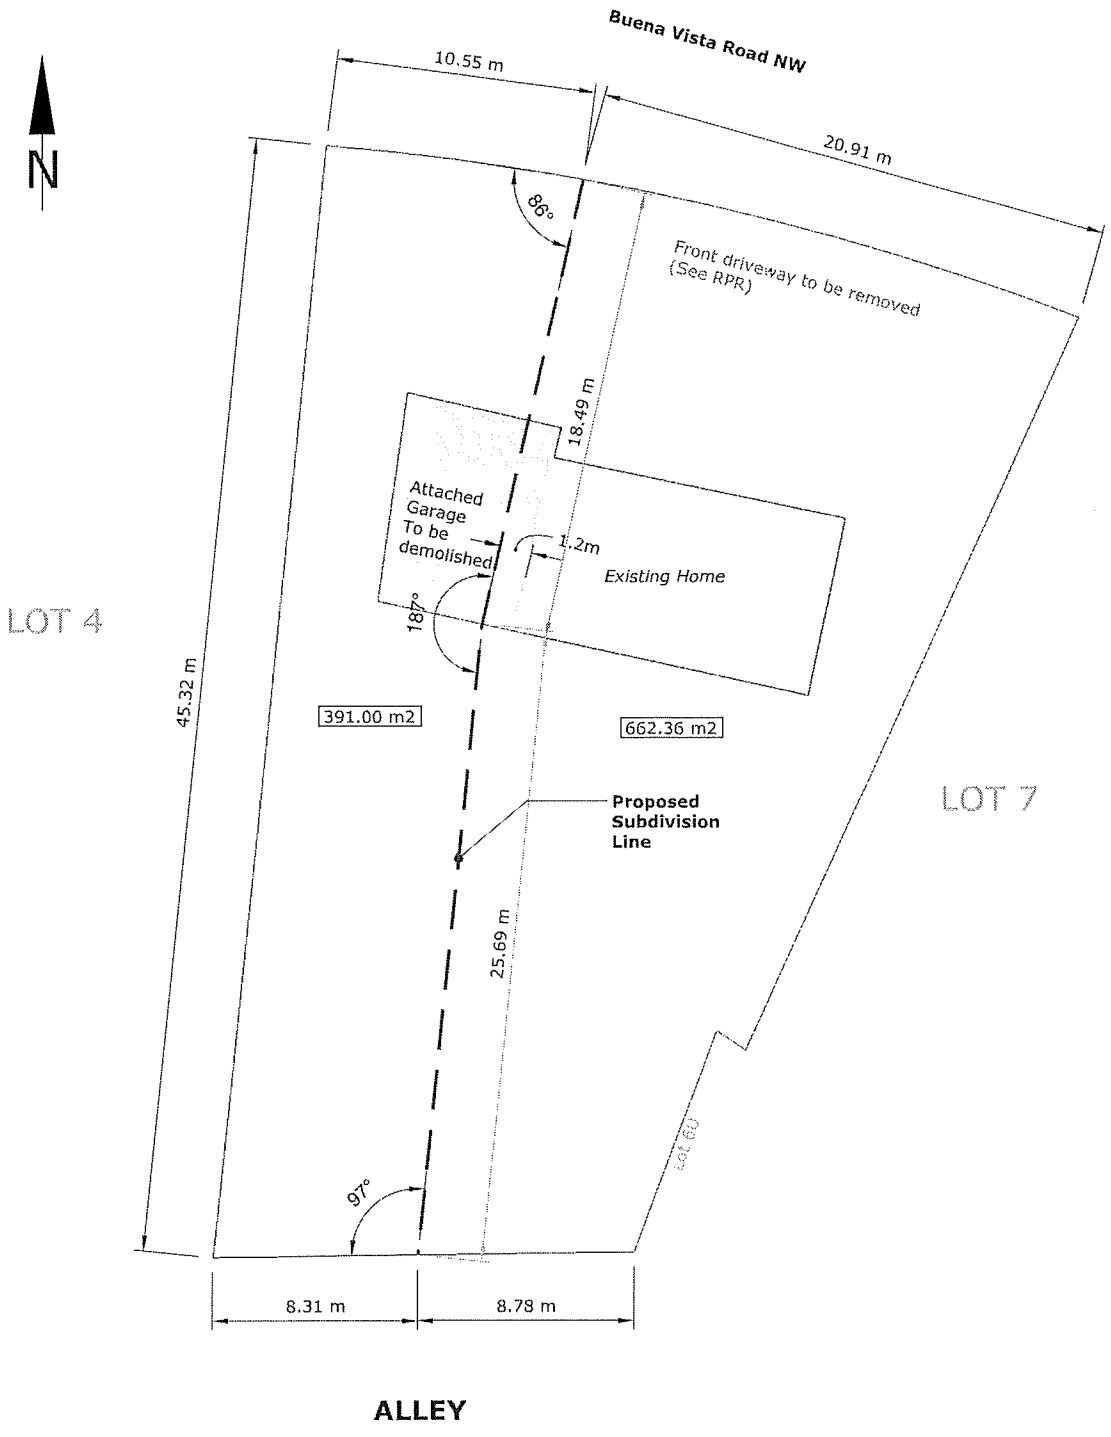 Buena Vista Road NW
10.55 m
20.91 m
N
86°
Front driveway to be removed
(See RPR)
18.49 m
Attached
Garage
To be
demolished
1.2m
Existing Home
187°
LOT 4
45.32 m
391.00 m2
662.36 m2
Proposed
Subdivision
Line
LOT 7
25.69 m
Lot 6U
97°
8.31 m
8.78 m
ALLEY